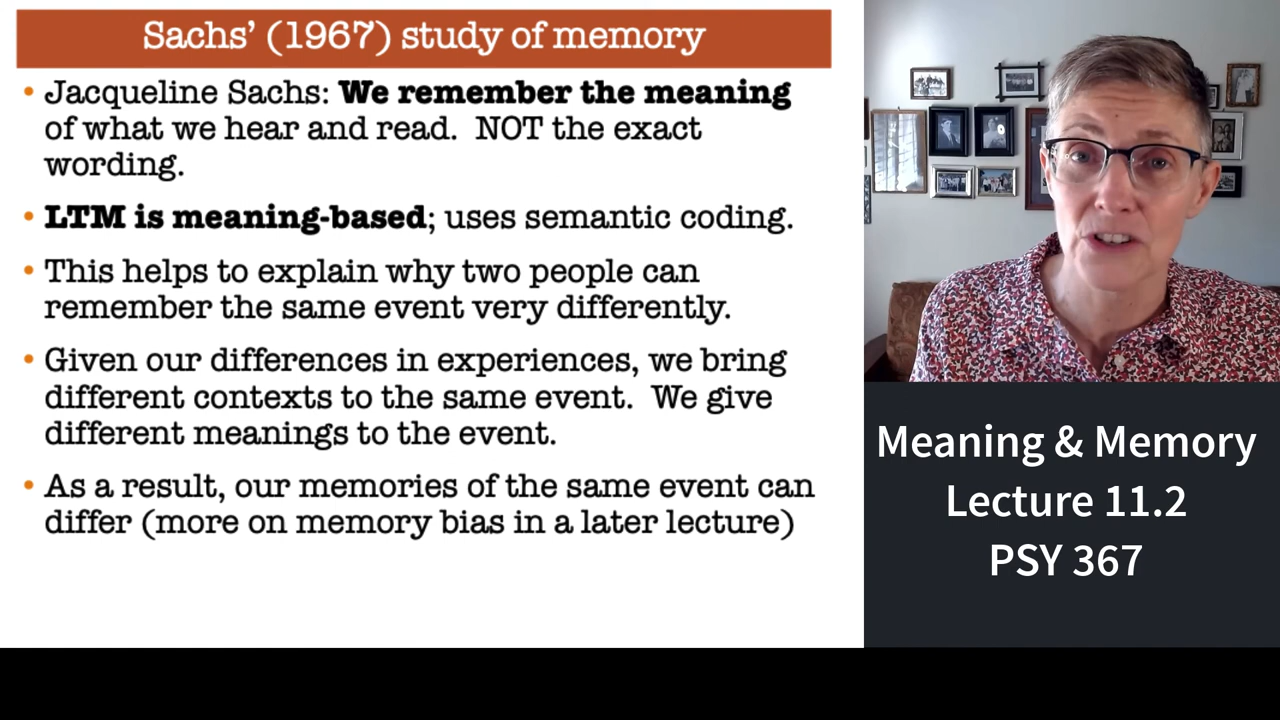 Sachs' (1967) study of memory
• Jacqueline Sachs: We remember the meaning
of what we hear and read.  NOT the exact
wording.
• LTM is meaning-based; uses semantic coding.
• This helps to explain why two people can
remember the same event very differently.
• Given our differences in experiences, we bring
different contexts to the same event.  We give
different meanings to the event.
• As a result, our memories of the same event can
differ (more on memory bias in a later lecture)
Meaning & Memory
Lecture 11.2
PSY 367